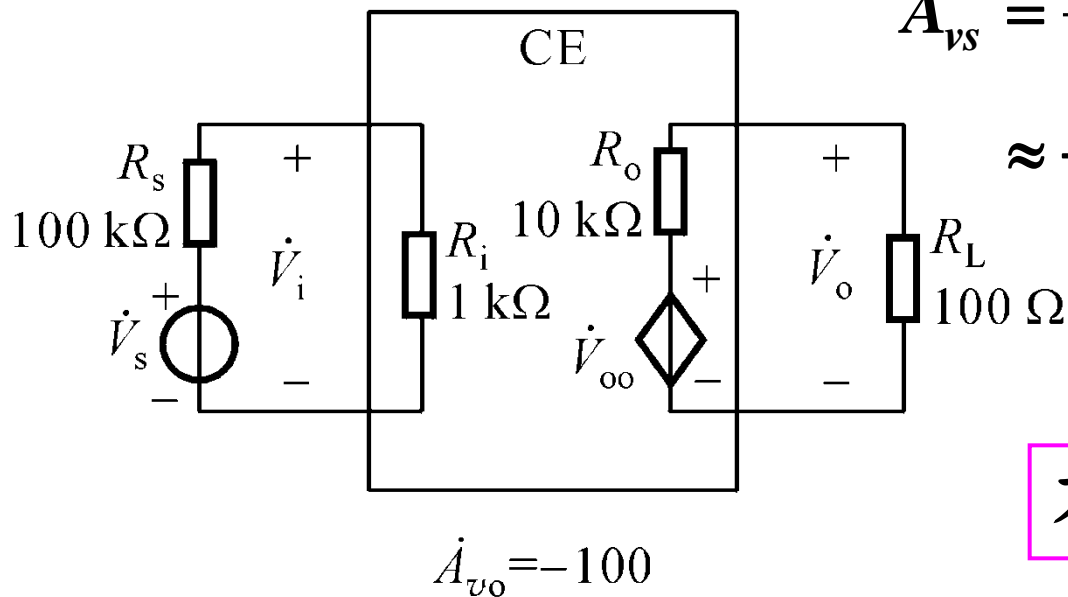 A_vs =
≈
CE
R_s
100 kΩ
+
V̇_i
−
+
V̇_s
−
R_i
1 kΩ
R_o
10 kΩ
+
V̇_oo
−
+
V̇_o
−
R_L
100 Ω
Ȧ_vo=−100